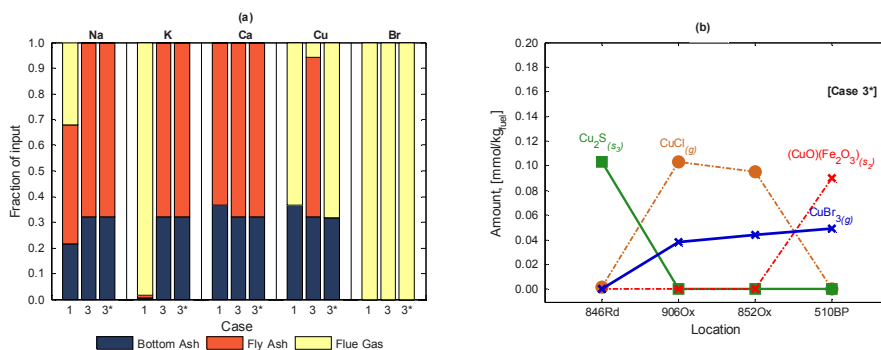 (a)
Na K Ca Cu Br
1.0
0.9
0.8
0.7
0.6
0.5
0.4
0.3
0.2
0.1
0.0
Fraction of input
1 3 3* 1 3 3* 1 3 3* 1 3 3* 1 3 3*
Case
Bottom Ash Fly Ash Flue Gas
(b)
0.20
0.18
0.16
0.14
0.12
0.10
0.08
0.06
0.04
0.02
0.00
Amount, [mmol/kg_fuel]
[Case 3*]
Cu2S(s3)
CuCl(g)
(CuO)(Fe2O3)(s2)
CuBr3(g)
846Rd 906Ox 852Ox 510BP
Location